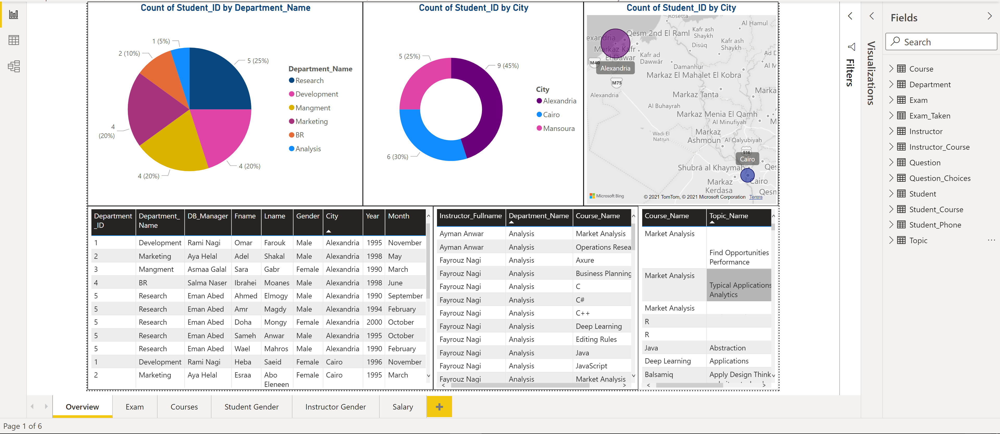 Count of Student_ID by Department_Name
1 (5%)
2 (10%)
5 (25%)
4
(20%)
4 (20%)
4 (20%)
Department_Name
Research
Development
Mangment
Marketing
BR
Analysis
Count of Student_ID by City
5 (25%)
9 (45%)
6 (30%)
City
Alexandria
Cairo
Mansoura
Count of Student_ID by City
Rosetta
Al Hamul
Qesm 2nd El Raml
Kafr ash
Shaykh
exandria
Kafr ash
Shaykh
Disūq
Markaz Kafr
El Dawar
Kafr ad
Dawwār
Ad D
M40
Alexandria
Damanhur
Al M
Markaz El Mahalet El Kobra
M75
Alexandria
Markaz Tanta
Marka
Al Buhayrah
Markaz Menia El Qamh
Al Minufiyah
M
Wadi El
Natrun
Markaz
Ashmoun
Al Qalyubiyah
516
Cairo
Shubrā al Khaymah
Qes
Markaz
Kerdasa
Cairo
Qesn
Microsoft Bing
© 2021 TomTom, © 2021 Microsoft Corporation Terms
Department
_ID Department_
Name DB_Manager Fname Lname Gender City Year Month
1 Development Rami Nagi Omar Farouk Male Alexandria 1995 November
2 Marketing Aya Helal Adel Shakal Male Alexandria 1998 May
3 Mangment Asmaa Galal Sara Gabr Female Alexandria 1990 March
4 BR Salma Naser Ibrahei Moanes Male Alexandria 1998 June
5 Research Eman Abed Ahmed Elmogy Male Alexandria 1990 September
5 Research Eman Abed Amr Magdy Male Alexandria 1994 February
5 Research Eman Abed Doha Mongy Female Alexandria 2000 October
5 Research Eman Abed Sameh Anwar Male Alexandria 1995 October
5 Research Eman Abed Wael Mahros Male Alexandria 1990 February
1 Development Rami Nagi Heba Saeid Female Cairo 1996 November
2 Marketing Aya Helal Esraa Abo Female Cairo 1995 March
Eleneen
Instructor_Fullname Department_Name Course_Name
Ayman Anwar Analysis Market Analysis
Ayman Anwar Analysis Operations Resea
Fayrouz Nagi Analysis Axure
Fayrouz Nagi Analysis Business Planning
Fayrouz Nagi Analysis C
Fayrouz Nagi Analysis C#
Fayrouz Nagi Analysis C++
Fayrouz Nagi Analysis Deep Learning
Fayrouz Nagi Analysis Editing Rules
Fayrouz Nagi Analysis Java
Fayrouz Nagi Analysis JavaScript
Fayrouz Nagi Analysis Market Analysis
Course_Name Topic_Name
Market Analysis
Find Opportunities
Performance
Market Analysis
Typical Applications
Analytics
Market Analysis
R
R
Java Abstraction
Deep Learning Applications
Balsamiq Apply Design Think
Filters
Visualizations
Fields
Search
Course
Department
Exam
Exam_Taken
Instructor
Instructor_Course
Question
Question_Choices
Student
Student_Course
Student_Phone
Topic
Overview Exam Courses Student Gender Instructor Gender Salary
Page 1 of 6